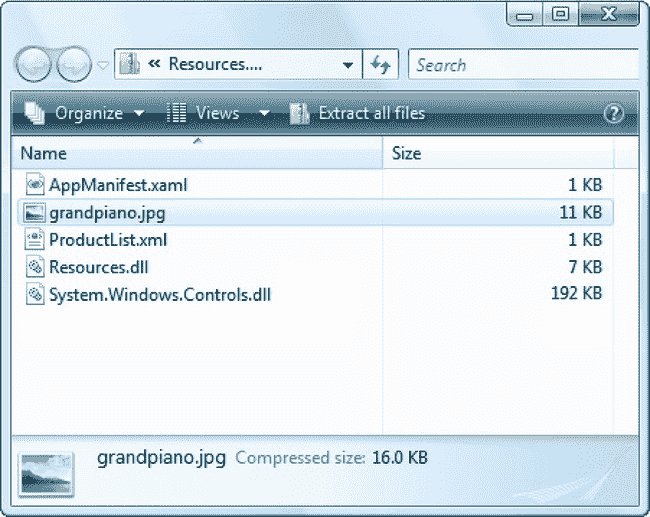 « Resources.... Search
Organize Views Extract all files ?
Name Size
AppManifest.xaml 1 KB
grandpiano.jpg 11 KB
ProductList.xml 1 KB
Resources.dll 7 KB
System.Windows.Controls.dll 192 KB
grandpiano.jpg Compressed size: 16.0 KB